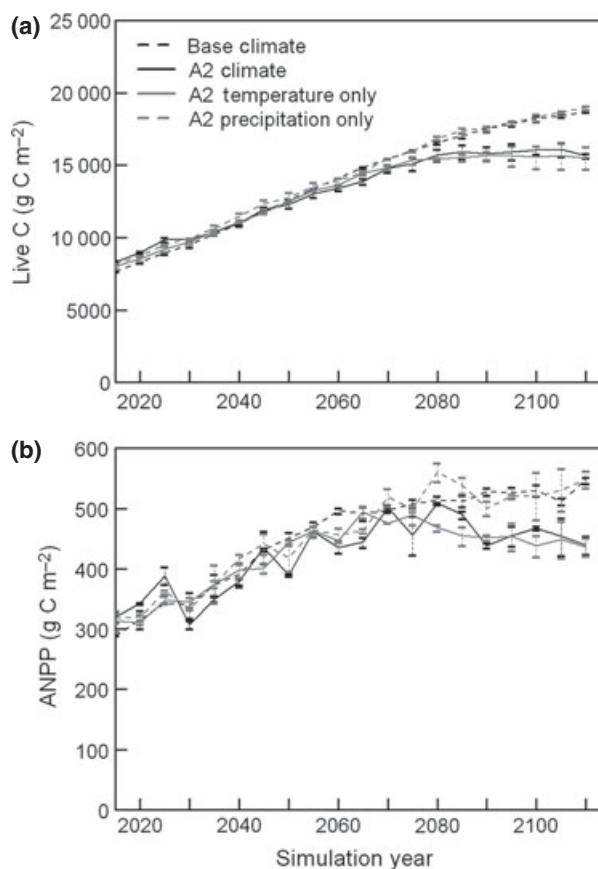 (a)
25 000
20 000
15 000
10 000
5000
0
Live C (g C m−2)
Base climate
A2 climate
A2 temperature only
A2 precipitation only
2020 2040 2060 2080 2100
(b)
600
500
400
300
200
100
0
ANPP (g C m−2)
2020 2040 2060 2080 2100
Simulation year